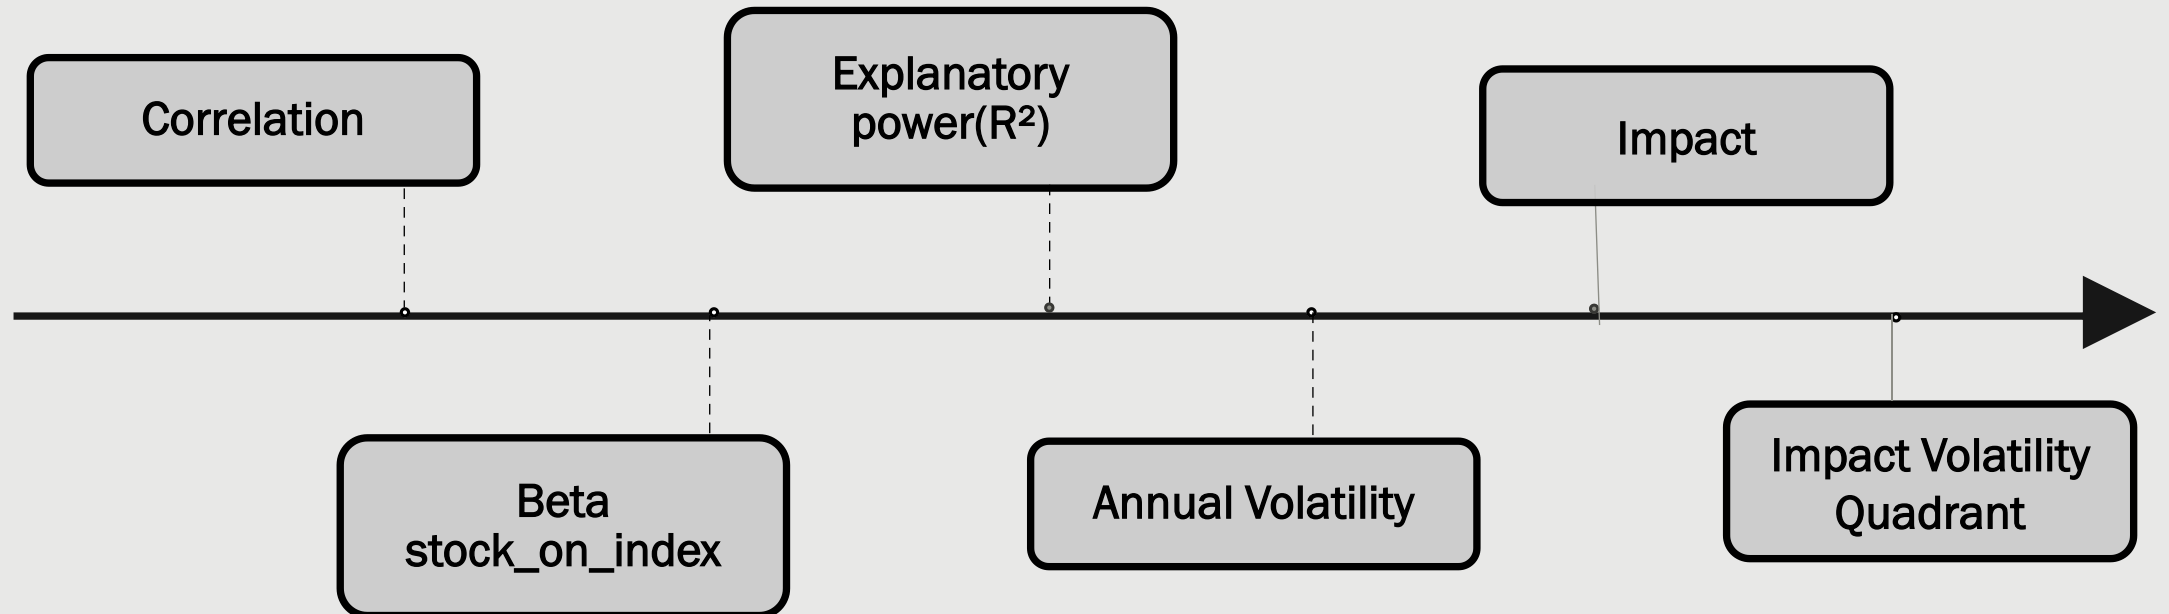 Correlation
Explanatory
power(R²)
Impact
Beta
stock_on_index
Annual Volatility
Impact Volatility
Quadrant